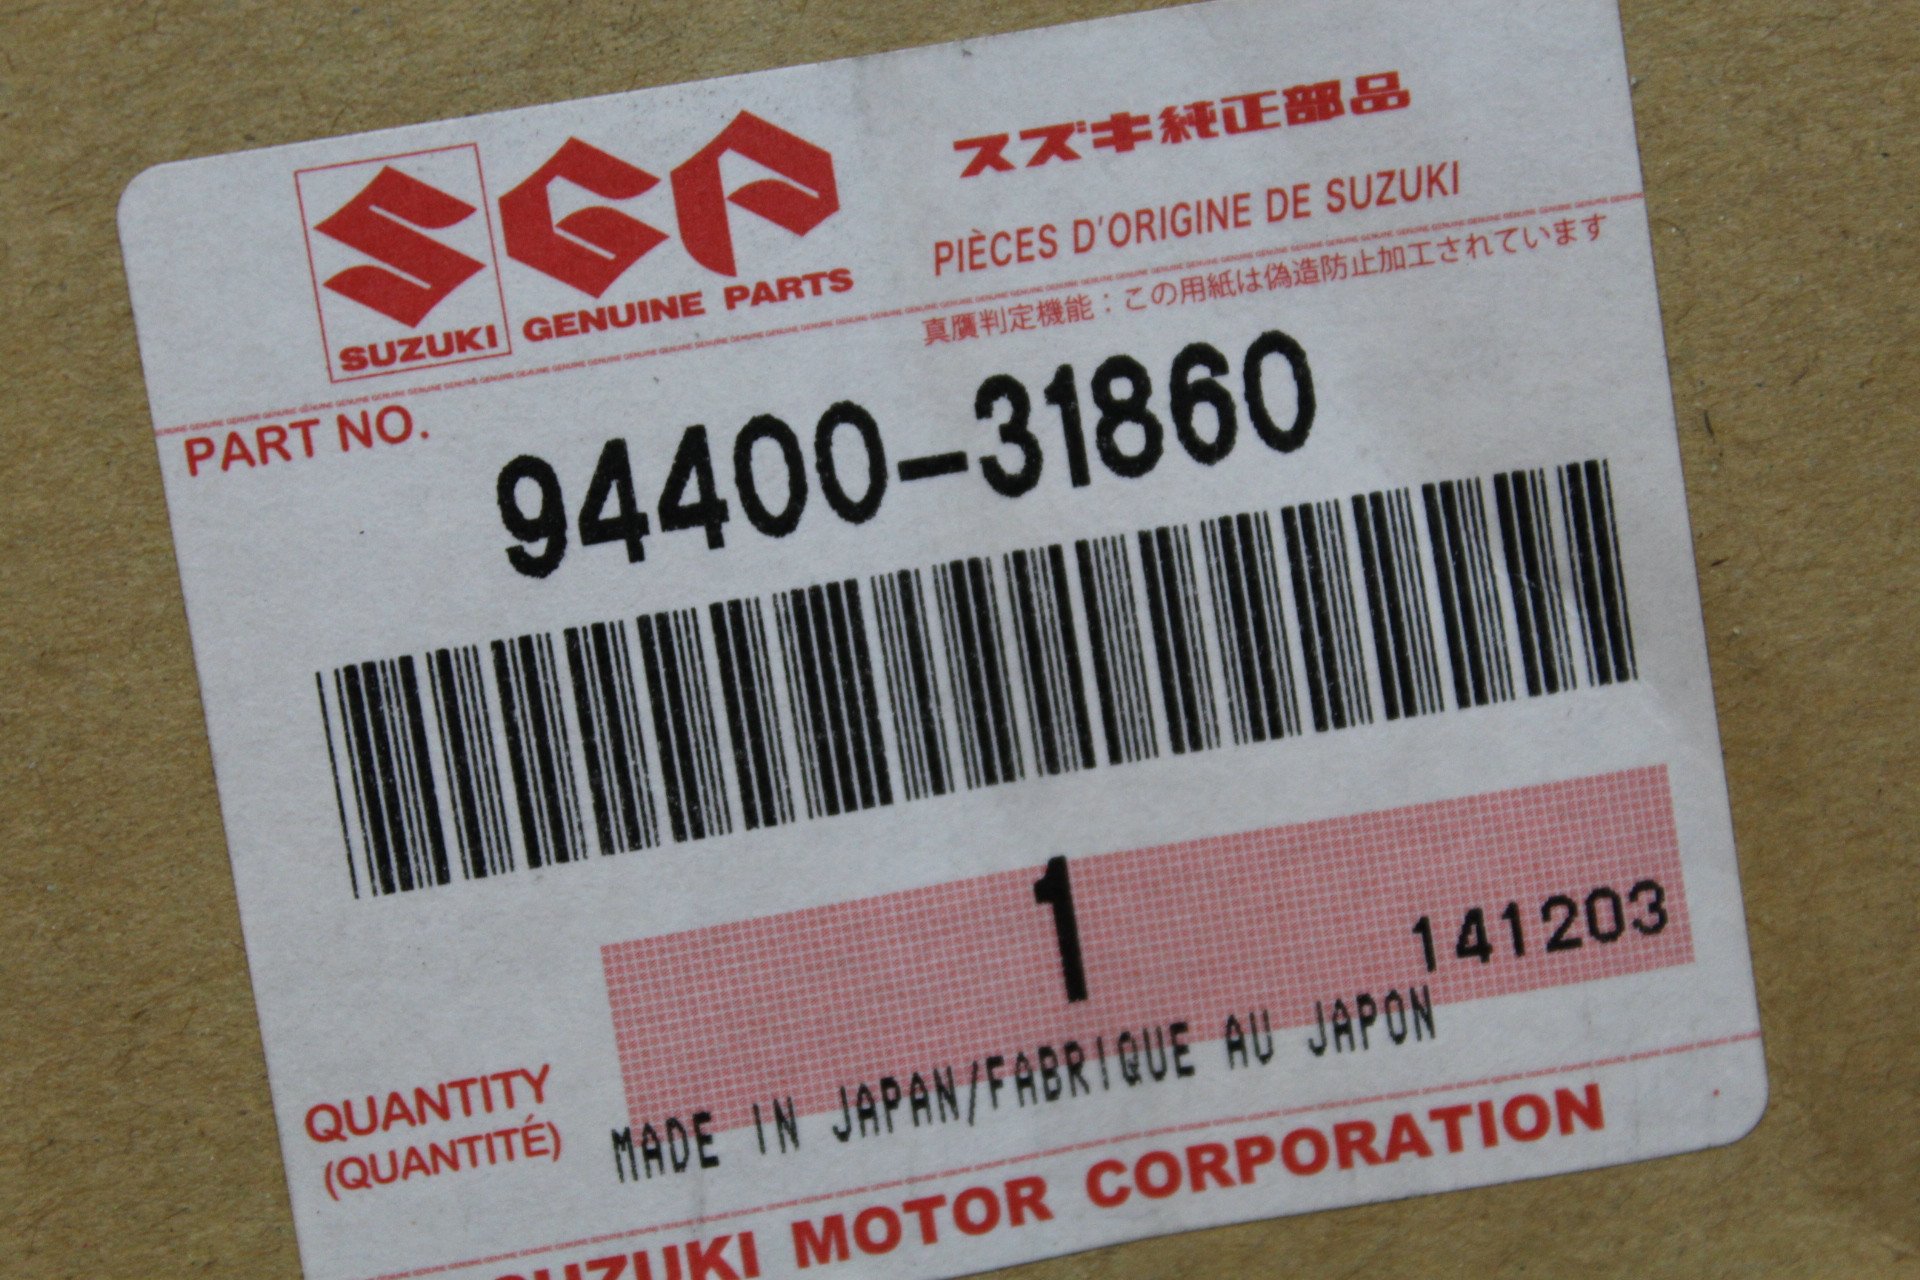 SGP
SUZUKI GENUINE PARTS
スズキ純正部品
PIÈCES D'ORIGINE DE SUZUKI
真贋判定機能：この用紙は偽造防止加工されています
PART NO.
94400-31860
1
141203
QUANTITY
(QUANTITÉ)
MADE IN JAPAN/FABRIQUE AU JAPON
SUZUKI MOTOR CORPORATION